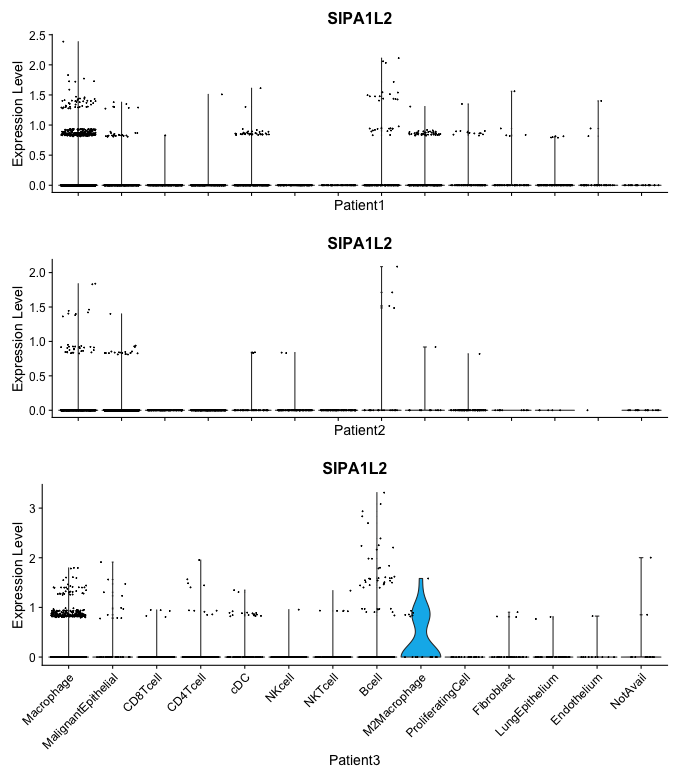 SIPA1L2
Expression Level
2.5
2.0
1.5
1.0
0.5
0.0
Patient1
SIPA1L2
Expression Level
2.0
1.5
1.0
0.5
0.0
Patient2
SIPA1L2
Expression Level
3
2
1
0
Macrophage
MalignantEpithelial
CD8Tcell
CD4Tcell
cDC
NKcell
NKTcell
Bcell
M2Macrophage
ProliferatingCell
Fibroblast
LungEpithelium
Endothelium
NotAvail
Patient3